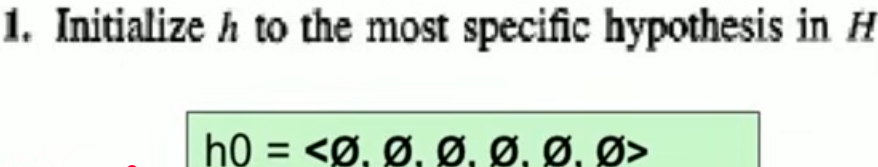 1. Initialize h to the most specific hypothesis in H
h0 = <Ø, Ø, Ø, Ø, Ø, Ø>